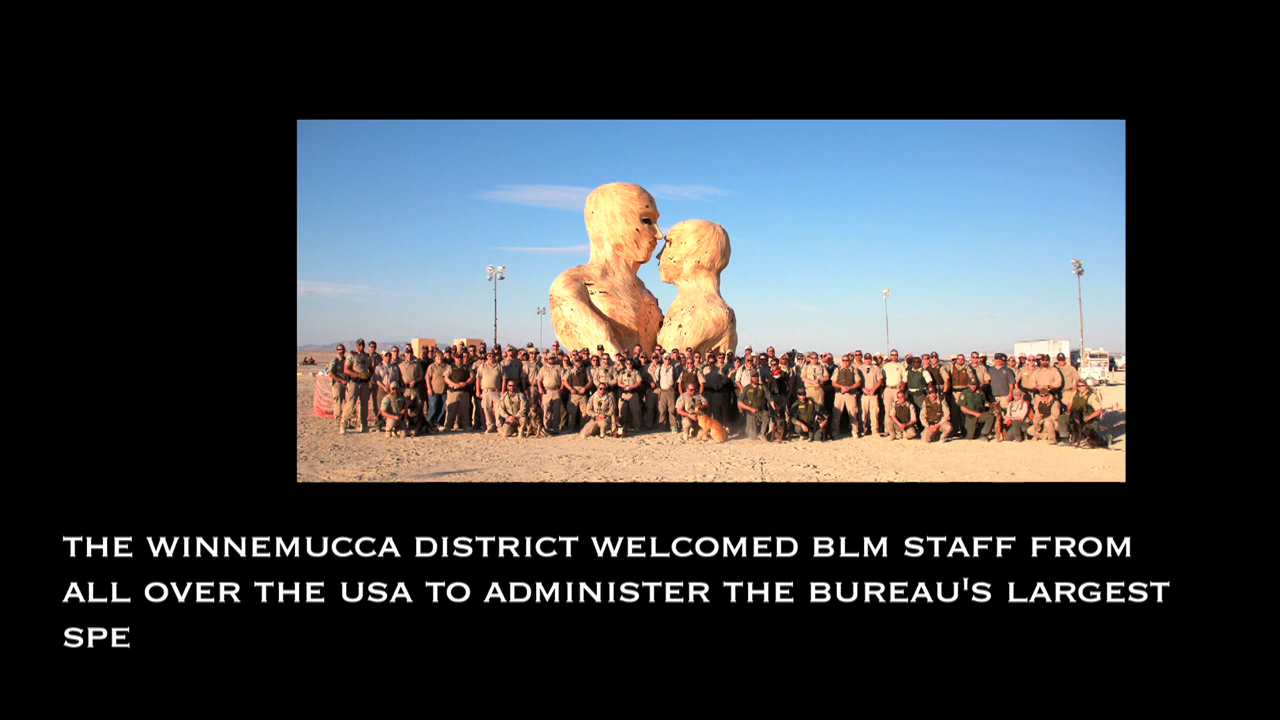 THE WINNEMUCCA DISTRICT WELCOMED BLM STAFF FROM
ALL OVER THE USA TO ADMINISTER THE BUREAU'S LARGEST
SPE